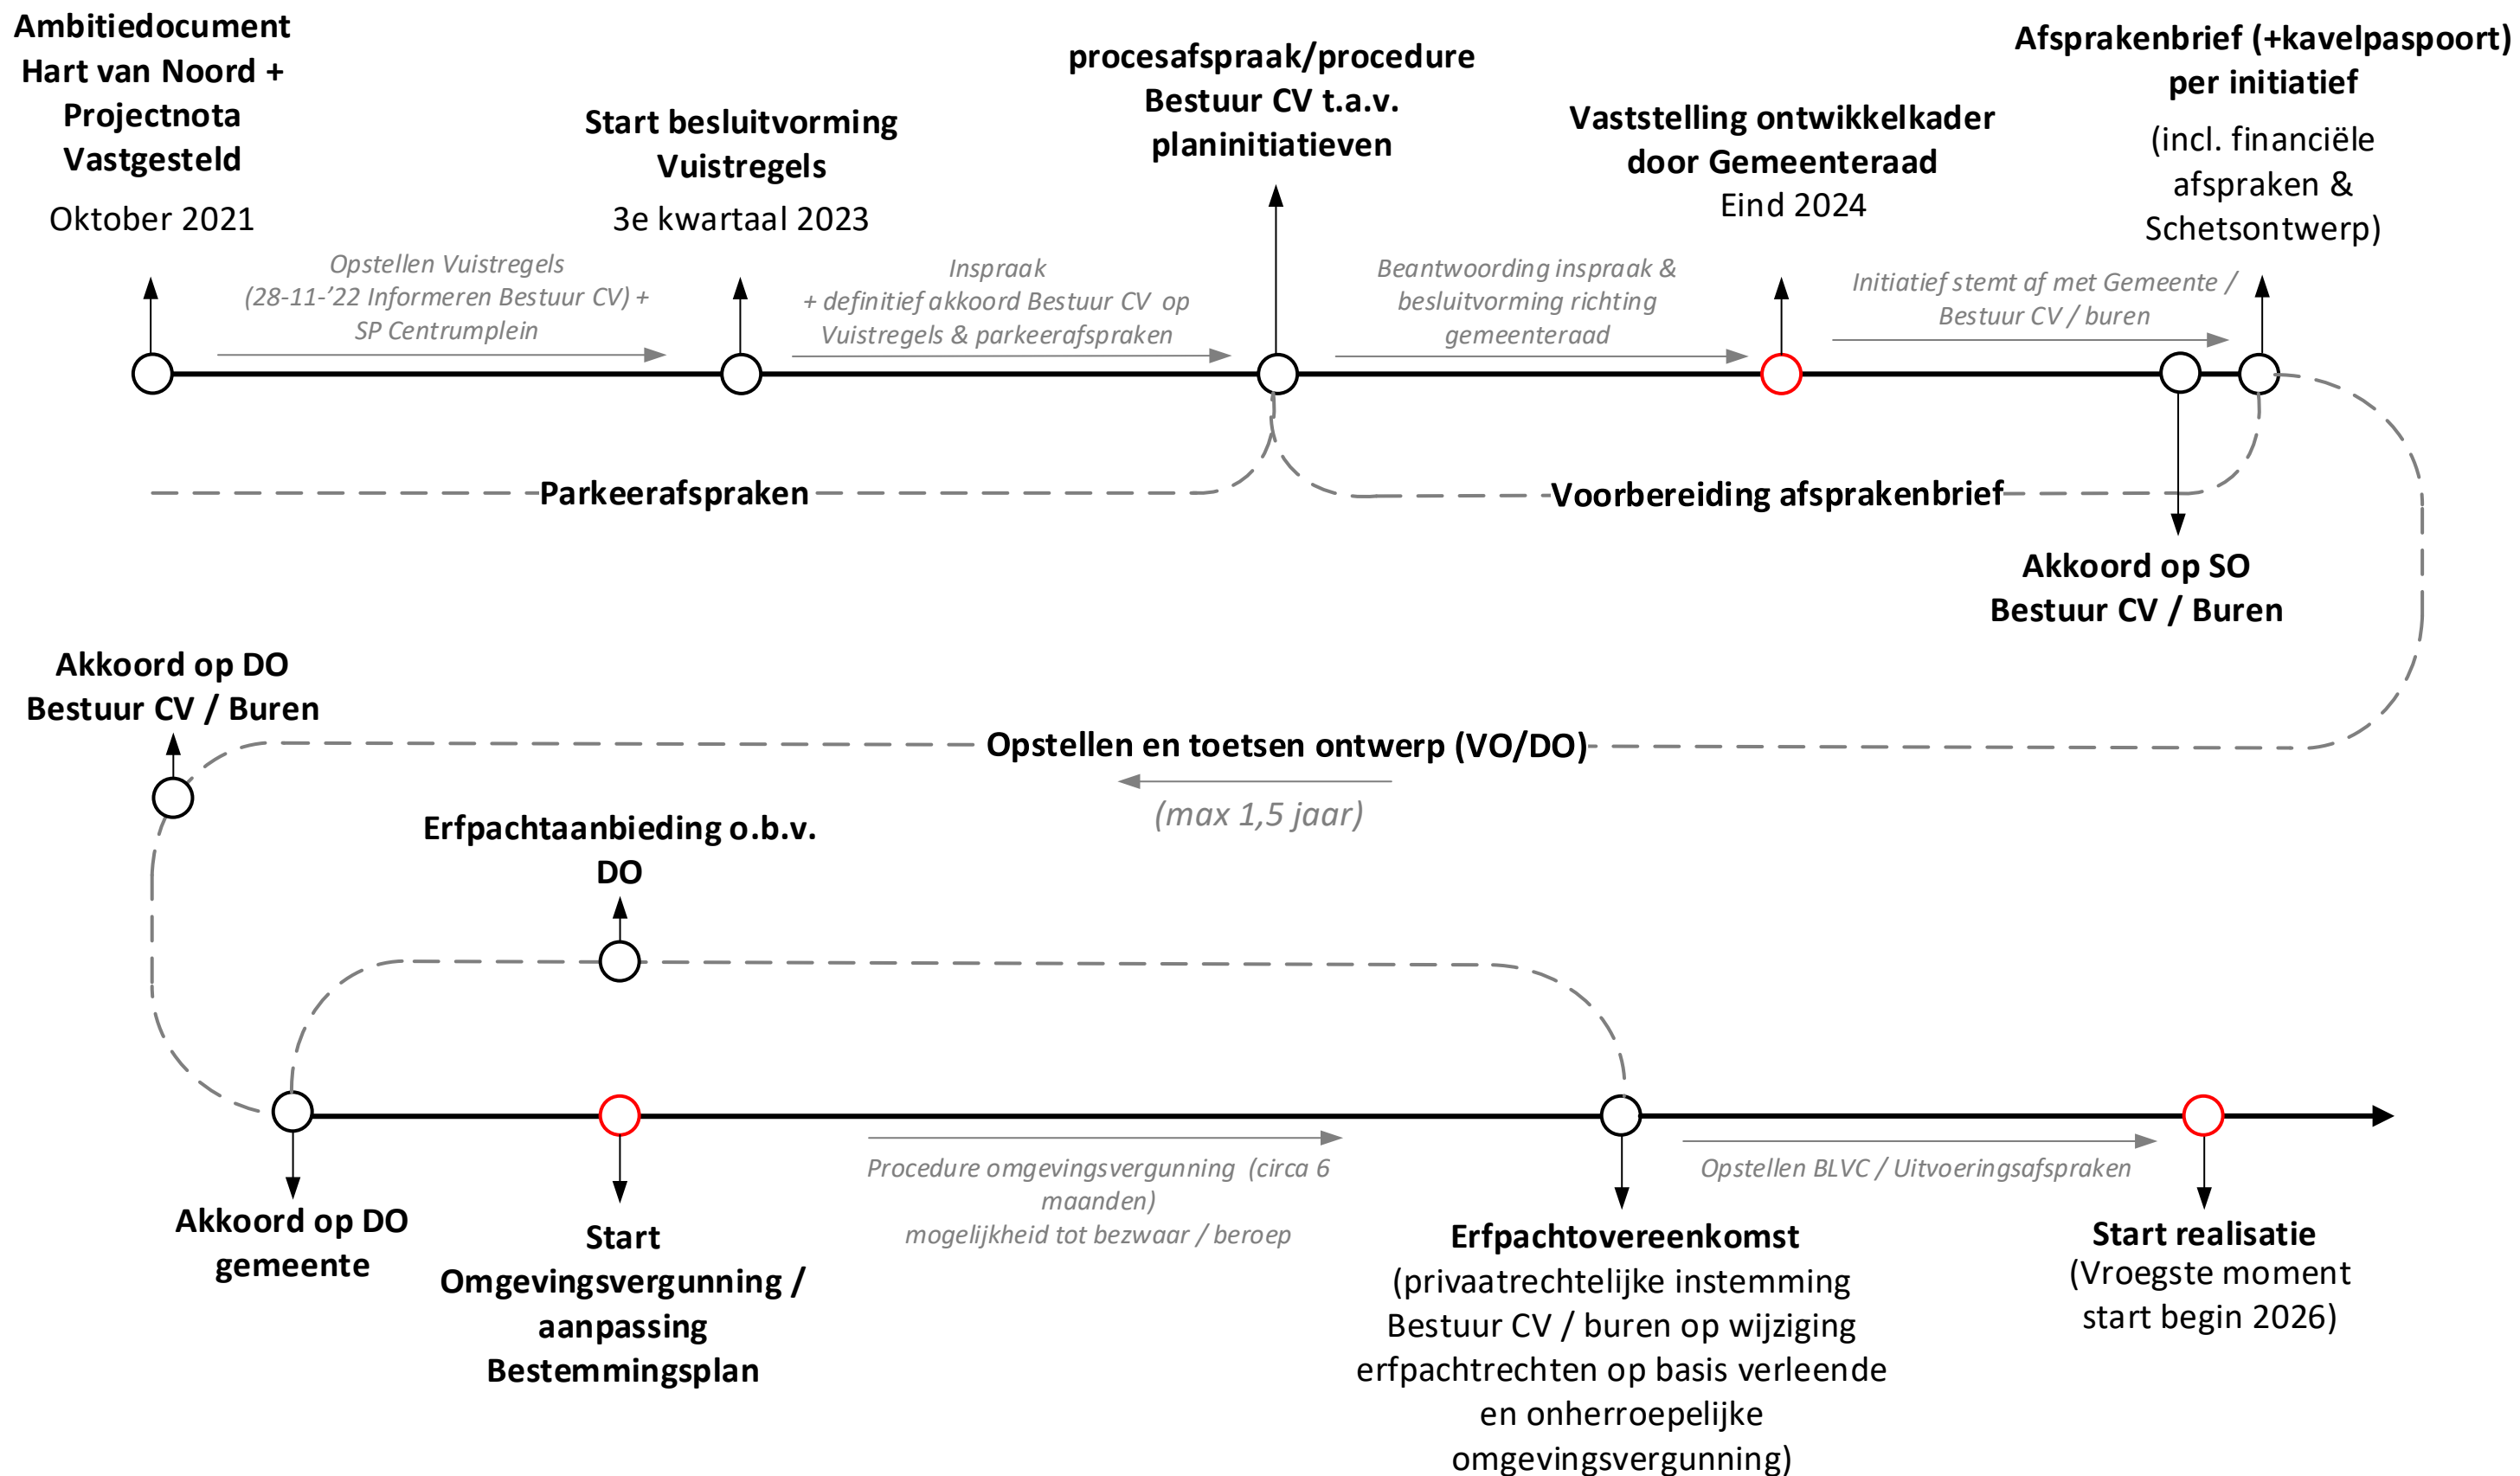 Ambitiedocument
Hart van Noord +
Projectnota
Vastgesteld
Oktober 2021
Start besluitvorming
Vuistregels
3e kwartaal 2023
procesafspraak/procedure
Bestuur CV t.a.v.
planinitiatieven
Vaststelling ontwikkelkader
door Gemeenteraad
Eind 2024
Afsprakenbrief (+kavelpaspoort)
per initiatief
(incl. financiële
afspraken &
Schetsontwerp)
Opstellen Vuistregels
(28-11-’22 Informeren Bestuur CV) +
SP Centrumplein
Inspraak
+ definitief akkoord Bestuur CV op
Vuistregels & parkeerafspraken
Beantwoording inspraak &
besluitvorming richting
gemeenteraad
Initiatief stemt af met Gemeente /
Bestuur CV / buren
Parkeerafspraken
Voorbereiding afsprakenbrief
Akkoord op SO
Bestuur CV / Buren
Akkoord op DO
Bestuur CV / Buren
Opstellen en toetsen ontwerp (VO/DO)
(max 1,5 jaar)
Erfpachtaanbieding o.b.v.
DO
Akkoord op DO
gemeente
Start
Omgevingsvergunning /
aanpassing
Bestemmingsplan
Procedure omgevingsvergunning (circa 6
maanden)
mogelijkheid tot bezwaar / beroep
Erfpachtovereenkomst
(privaatrechtelijke instemming
Bestuur CV / buren op wijziging
erfpachtrechten op basis verleende
en onherroepelijke
omgevingsvergunning)
Opstellen BLVC / Uitvoeringsafspraken
Start realisatie
(Vroegste moment
start begin 2026)